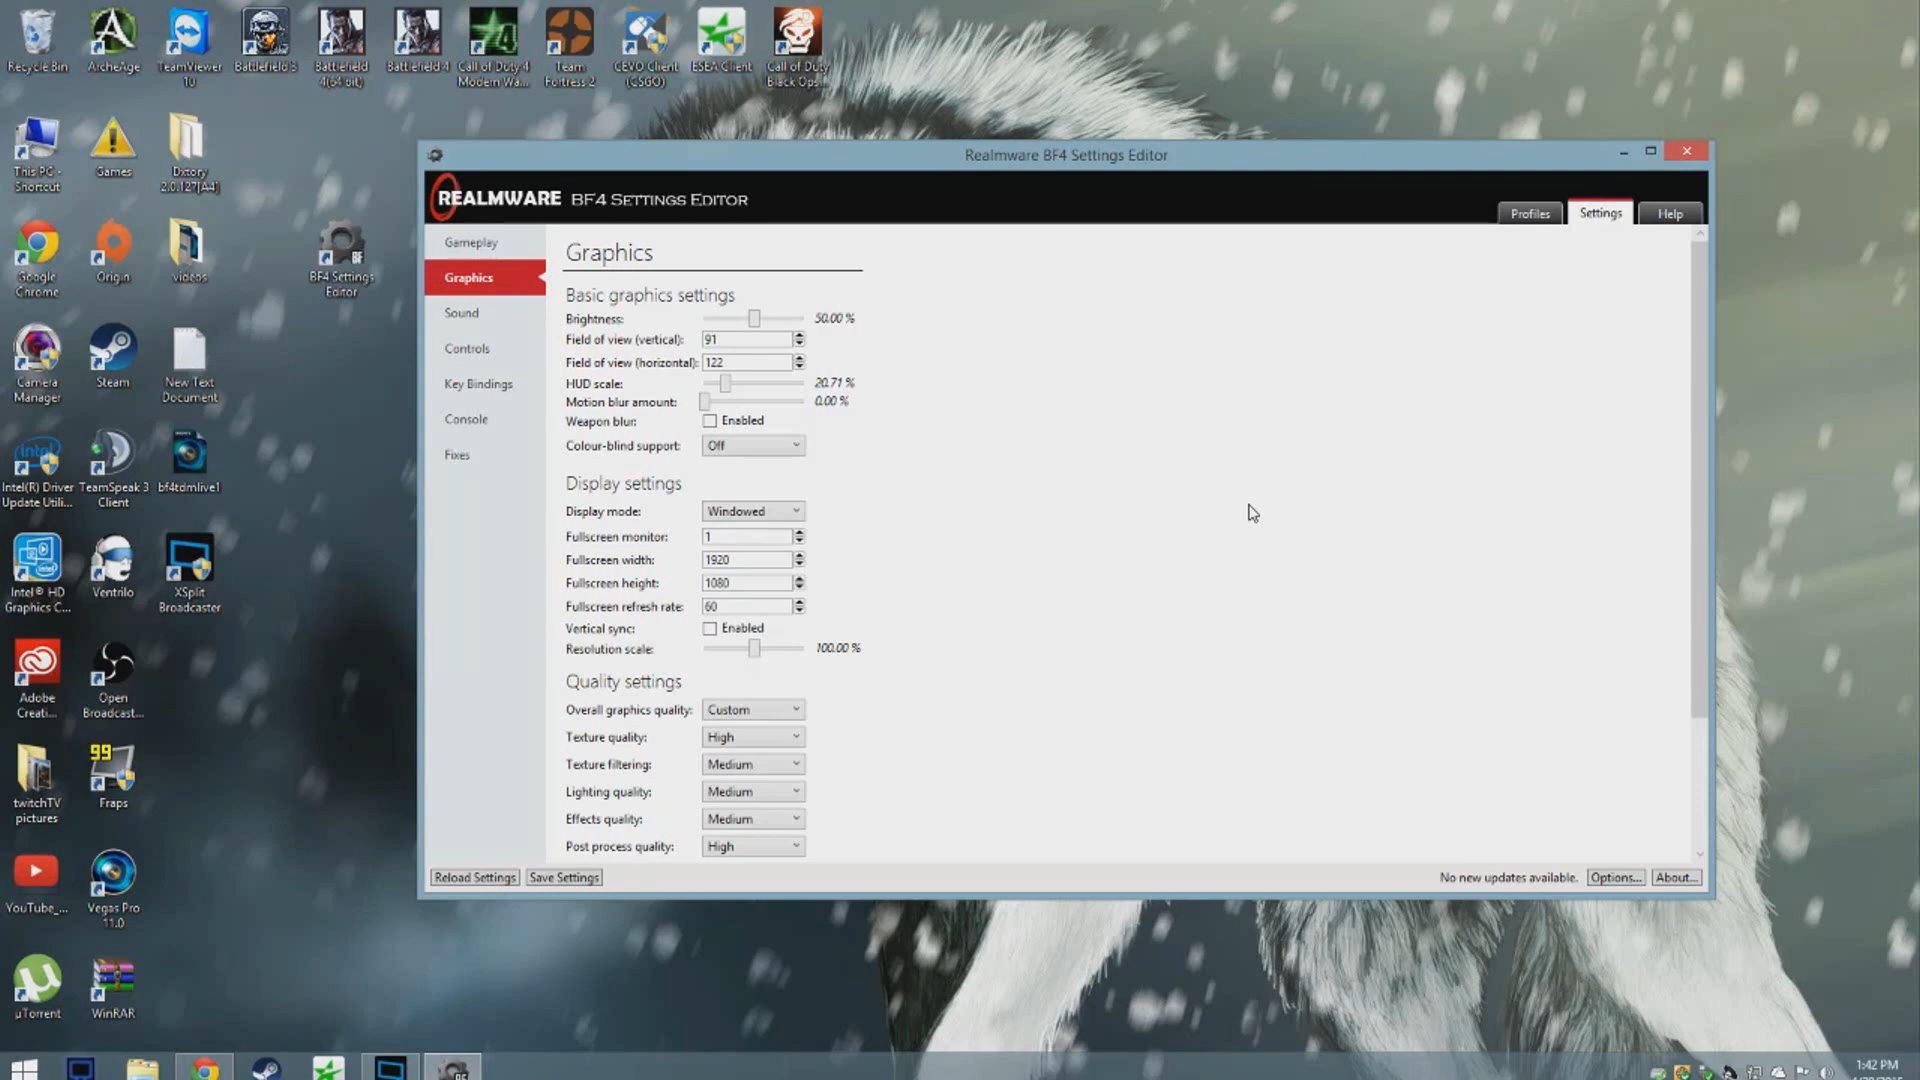 Recycle Bin
ArcheAge
TeamViewer 10
Battlefield 3
Battlefield 4(64 bit)
Battlefield 4
Call of Duty 4 Modern Wa...
Team Fortress 2
CEVO Client (CSGO)
ESEA Client
Call of Duty Black Ops...
This PC - Shortcut
Games
Dxtory 2.0.127[A4]
Google Chrome
Origin
videos
BF4 Settings Editor
Camera Manager
Steam
New Text Document
Intel(R) Driver Update Utili...
TeamSpeak 3 Client
bf4tdmlive1
Intel® HD Graphics C...
Ventrilo
XSplit Broadcaster
Adobe Creati...
Open Broadcast...
twitchTV pictures
99
Fraps
YouTube_...
Vegas Pro 11.0
µTorrent
WinRAR
Realmware BF4 Settings Editor
REALMWARE BF4 SETTINGS EDITOR
Profiles
Settings
Help
Gameplay
Graphics
Sound
Controls
Key Bindings
Console
Fixes
Graphics
Basic graphics settings
Brightness: 50.00 %
Field of view (vertical): 91
Field of view (horizontal): 122
HUD scale: 20.71 %
Motion blur amount: 0.00 %
Weapon blur: Enabled
Colour-blind support: Off
Display settings
Display mode: Windowed
Fullscreen monitor: 1
Fullscreen width: 1920
Fullscreen height: 1080
Fullscreen refresh rate: 60
Vertical sync: Enabled
Resolution scale: 100.00 %
Quality settings
Overall graphics quality: Custom
Texture quality: High
Texture filtering: Medium
Lighting quality: Medium
Effects quality: Medium
Post process quality: High
Reload Settings
Save Settings
No new updates available.
Options...
About...
1:42 PM